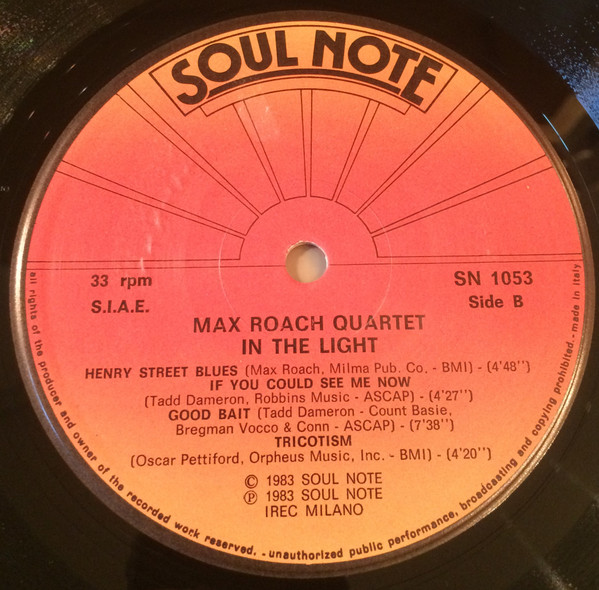 SOUL NOTE
33 rpm
S.I.A.E.
SN 1053
Side B
MAX ROACH QUARTET
IN THE LIGHT
HENRY STREET BLUES (Max Roach, Milma Pub. Co. - BMI) - (4'48'')
IF YOU COULD SEE ME NOW
(Tadd Dameron, Robbins Music - ASCAP) - (4'27'')
GOOD BAIT (Tadd Dameron - Count Basie,
Bregman Vocco & Conn - ASCAP) - (7'38'')
TRICOTISM
(Oscar Pettiford, Orpheus Music, Inc. - BMI) - (4'20'')
© 1983 SOUL NOTE
℗ 1983 SOUL NOTE
IREC MILANO
all rights of the producer and owner of the recorded work reserved. - unauthorized public performance, broadcasting and copying prohibited. - made in italy